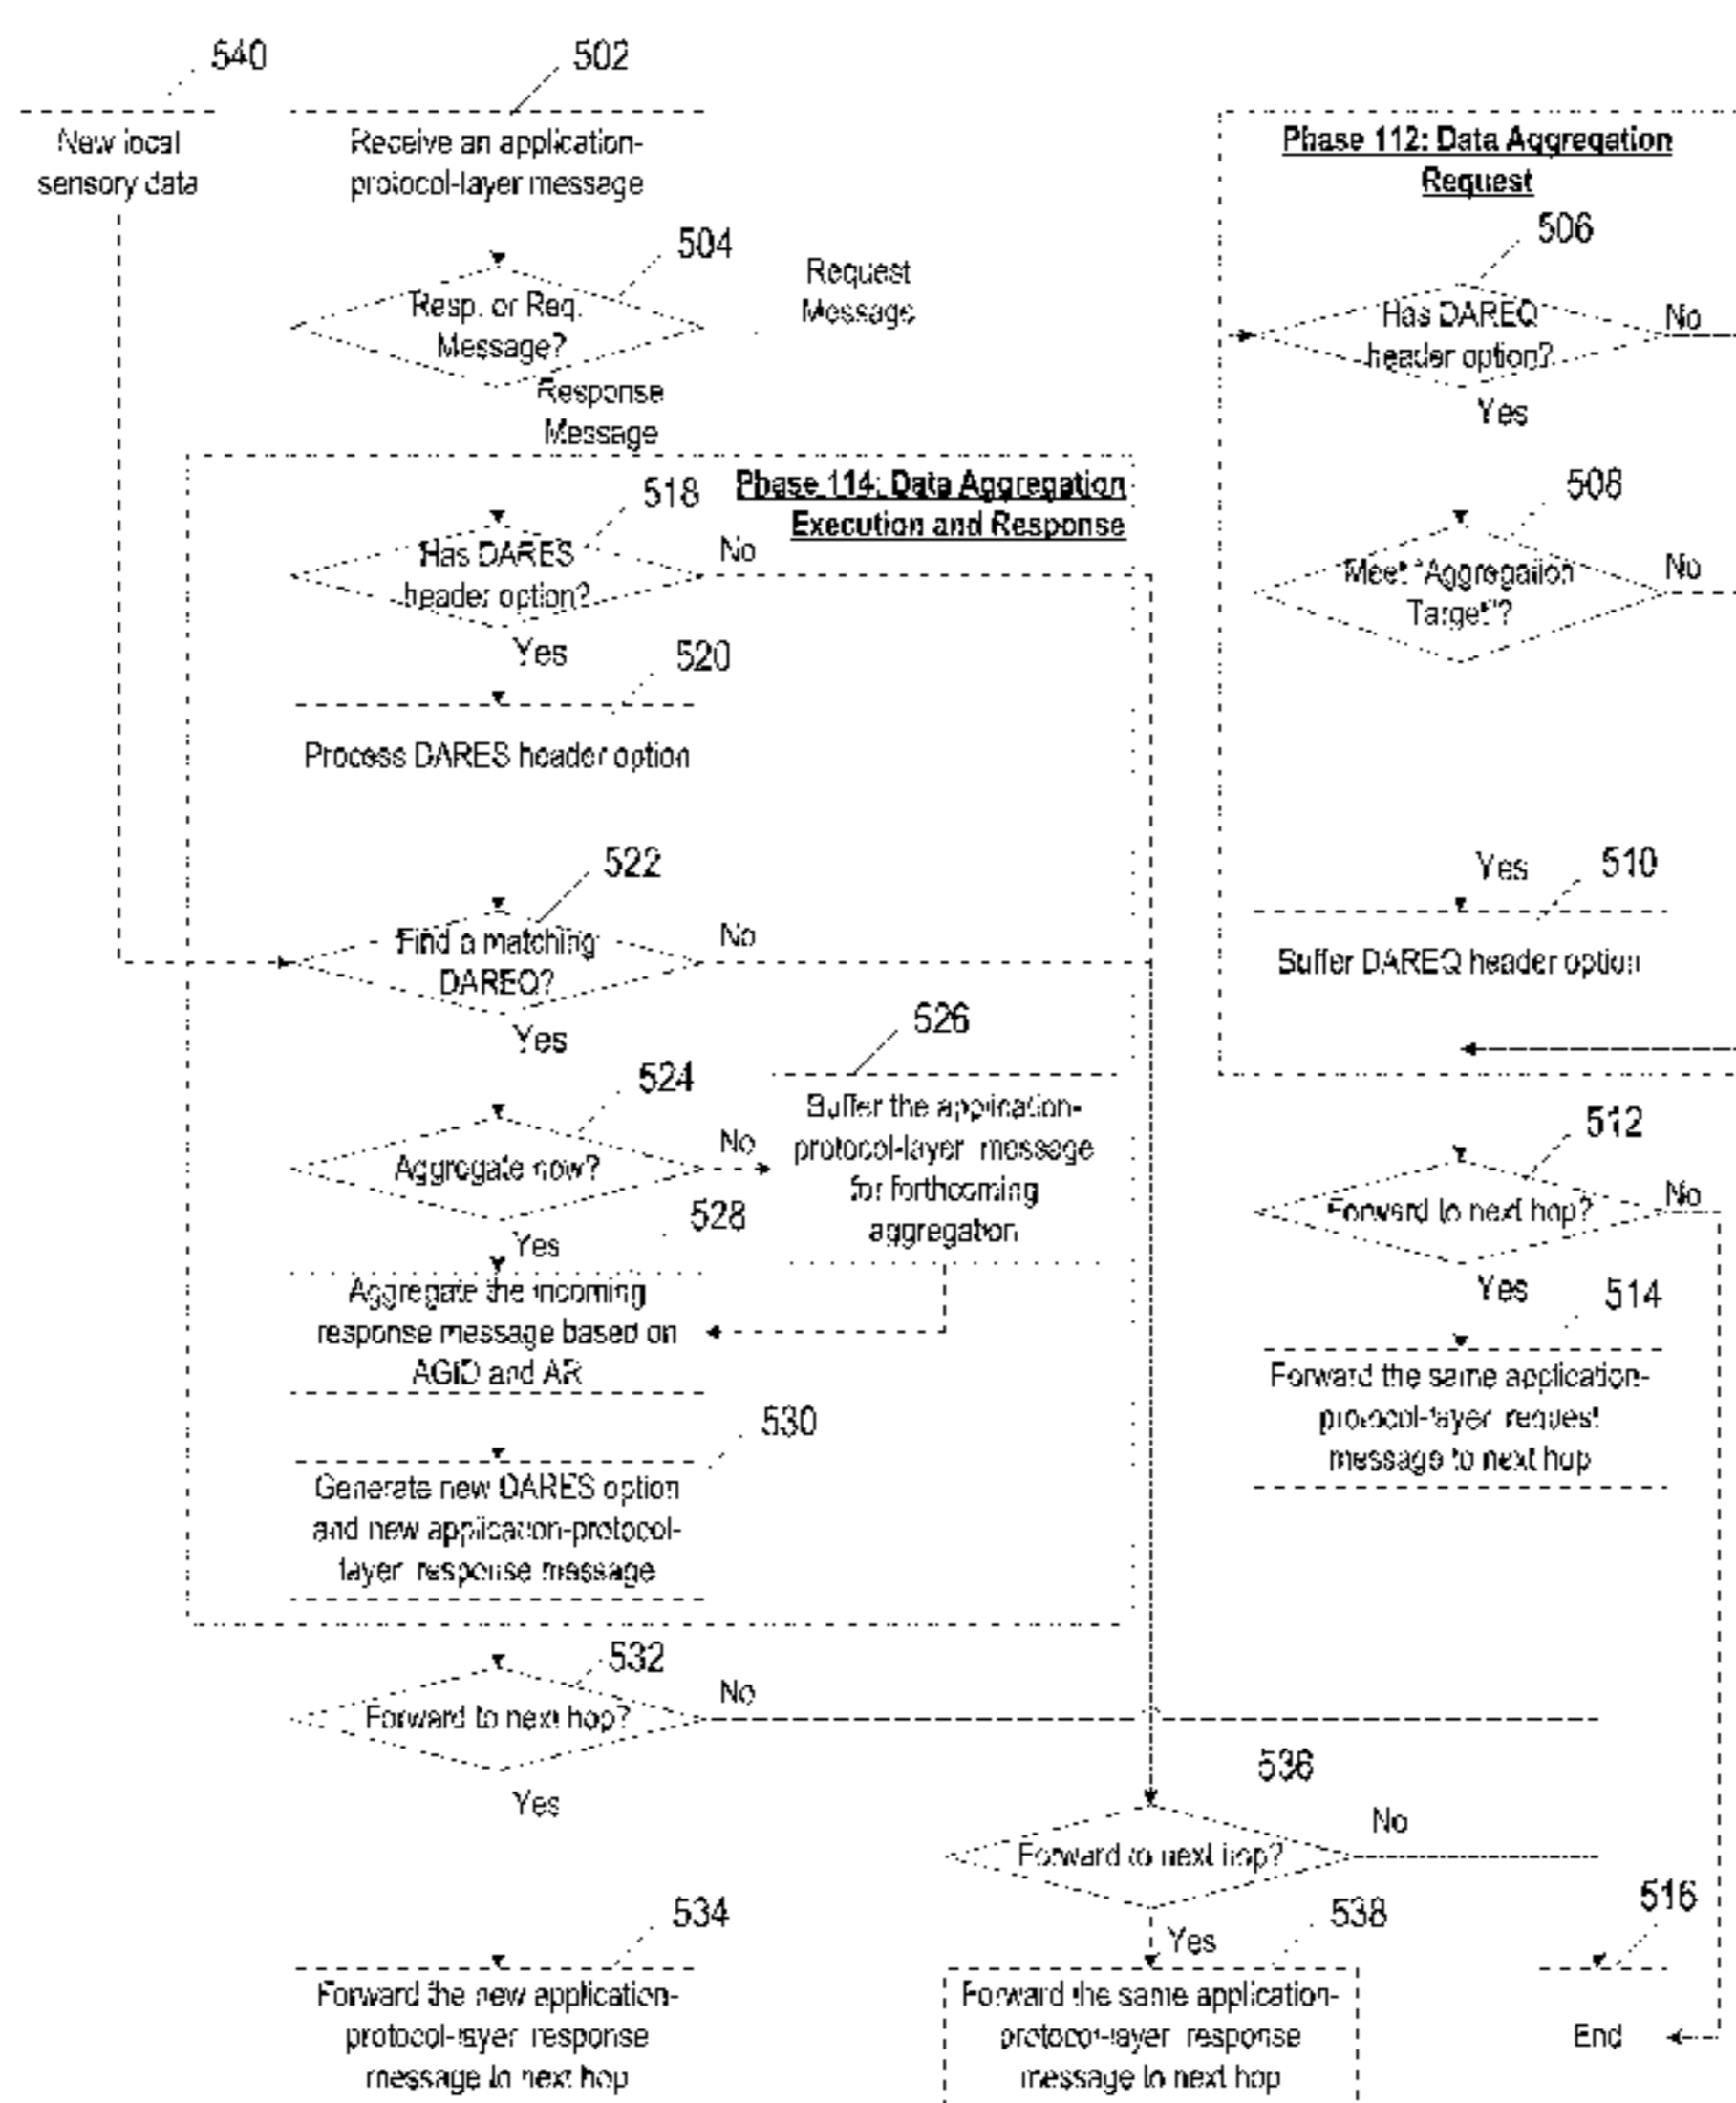 540
502
New local
sensory data
Receive an application-
protocol-layer message
504
Resp. or Req.
Message?
Request
Message
Response
Message
Phase 114: Data Aggregation
Execution and Response
518
Has DARES
header option?
No
Yes
520
Process DARES header option
522
Find a matching
DAREQ?
No
Yes
524
Aggregate now?
No
Yes
526
Buffer the application-
protocol-layer message
for forthcoming
aggregation
528
Aggregate the incoming
response message based on
AGID and AR
530
Generate new DARES option
and new application-protocol-
layer response message
532
Forward to next hop?
No
Yes
534
Forward the new application-
protocol-layer response
message to next hop
536
Forward to next hop?
No
Yes
538
Forward the same application-
protocol-layer response
message to next hop
Phase 112: Data Aggregation
Request
506
Has DAREQ
header option?
No
Yes
508
Meet "Aggregation
Target"?
No
Yes
510
Buffer DAREQ header option
512
Forward to next hop?
No
Yes
514
Forward the same application-
protocol-layer request
message to next hop
516
End